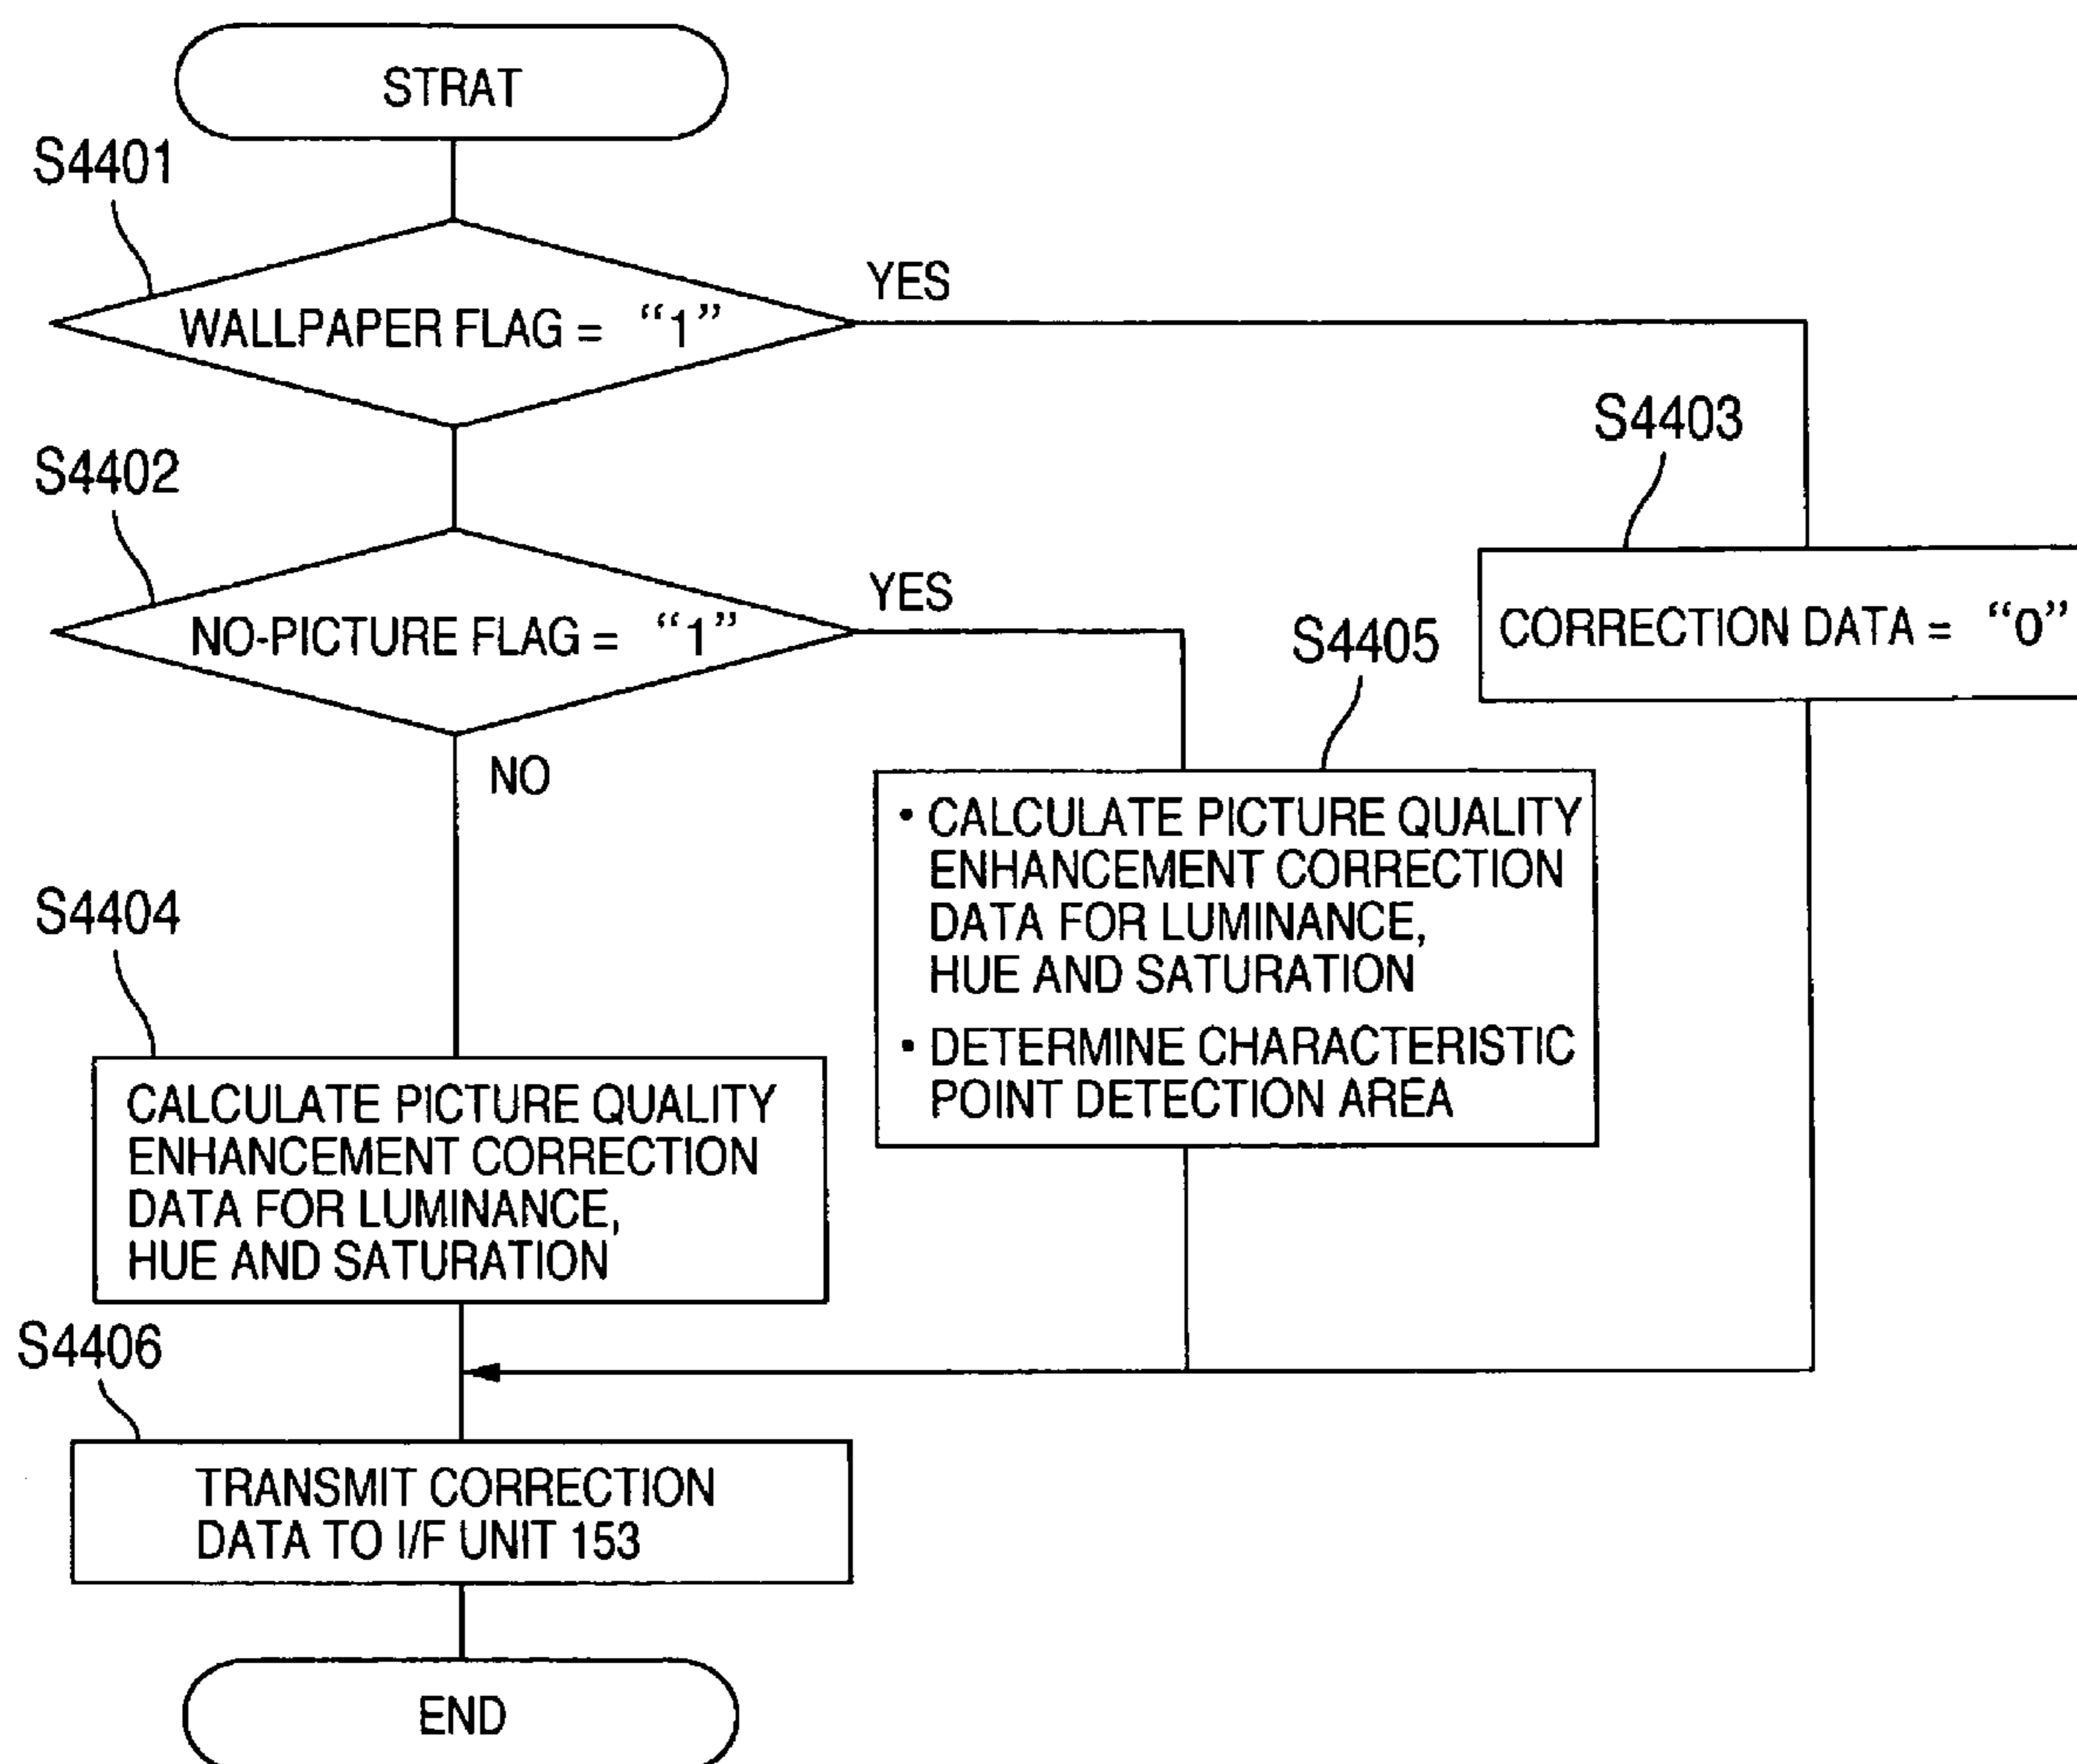 STRAT
S4401
WALLPAPER FLAG = “1”
YES
S4402
NO-PICTURE FLAG = “1”
YES
NO
S4403
CORRECTION DATA = “0”
S4405
• CALCULATE PICTURE QUALITY
ENHANCEMENT CORRECTION
DATA FOR LUMINANCE,
HUE AND SATURATION
• DETERMINE CHARACTERISTIC
POINT DETECTION AREA
S4404
CALCULATE PICTURE QUALITY
ENHANCEMENT CORRECTION
DATA FOR LUMINANCE,
HUE AND SATURATION
S4406
TRANSMIT CORRECTION
DATA TO I/F UNIT 153
END